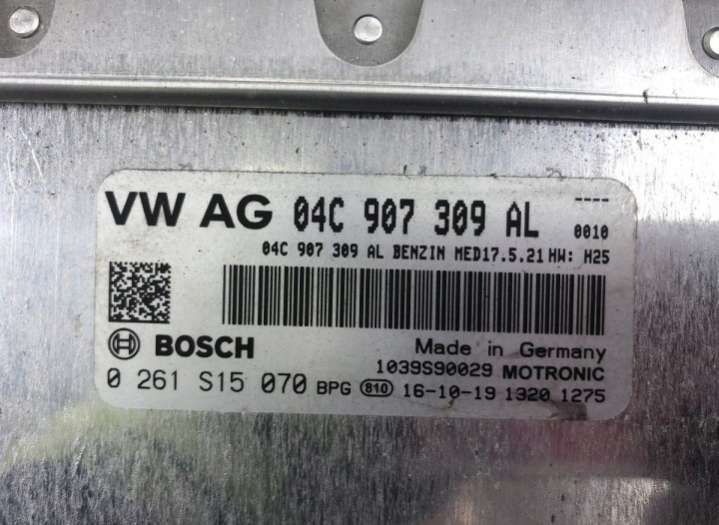 ----
VW AG 04C 907 309 AL 0010
04C 907 309 AL BENZIN MED17.5.21 HW: H25
BOSCH Made in Germany
1039S90029 MOTRONIC
0 261 S15 070 BPG 810 16-10-19 1320 1275